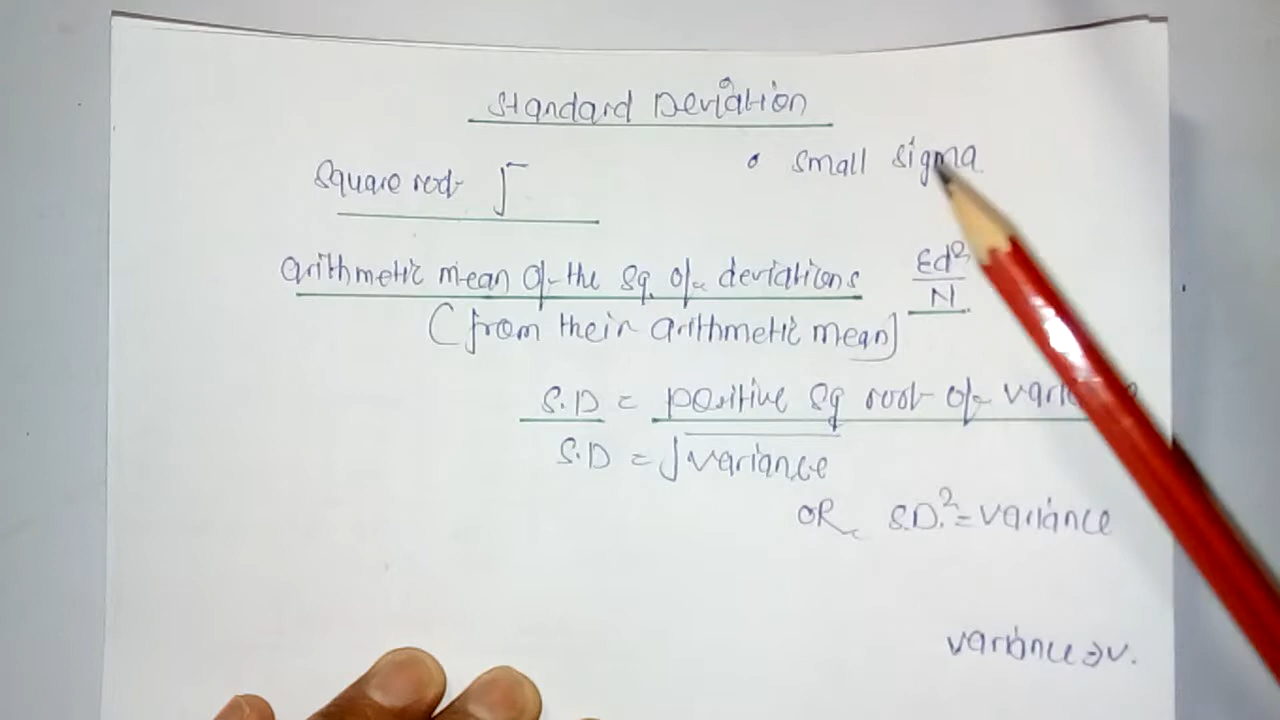 Standard Deviation
• small sigma
Square root √
arithmetic mean of the sq. of deviations Σd²/N
(from their arithmetic mean)
S.D = positive sq root of
S.D = √variance
OR S.D.² = variance
variance → v.